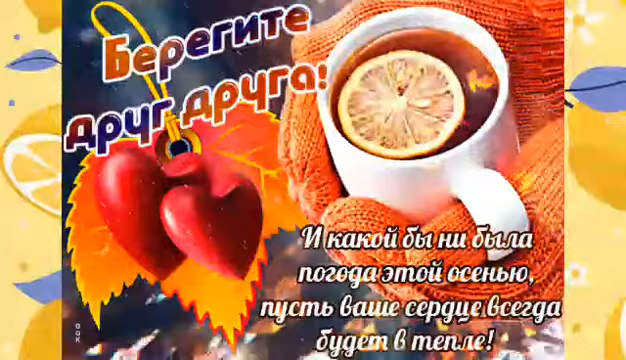 Берегите
друг друга!
И какой бы ни была
погода этой осенью,
пусть ваше сердце всегда
будет в тепле!